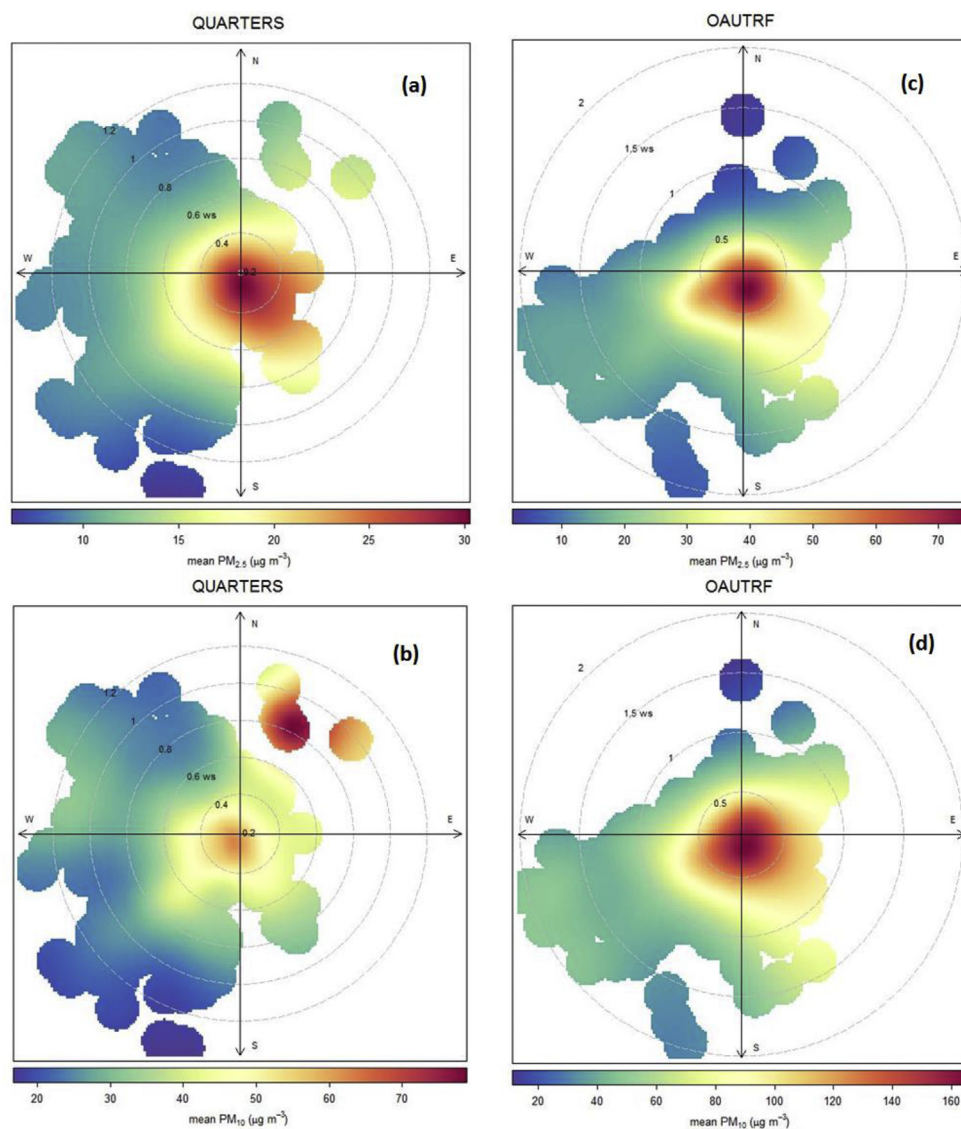 QUARTERS
(a)
N
1.2
1
0.8
0.6 ws
0.4
0.2
W
E
S
10 15 20 25 30
mean PM2.5 (µg m−3)
OAUTRF
(c)
N
2
1.5 ws
1
0.5
W
E
S
10 20 30 40 50 60 70
mean PM2.5 (µg m−3)
QUARTERS
(b)
N
1.2
1
0.8
0.6 ws
0.4
0.2
W
E
S
20 30 40 50 60 70
mean PM10 (µg m−3)
OAUTRF
(d)
N
2
1.5 ws
1
0.5
W
E
S
20 40 60 80 100 120 140 160
mean PM10 (µg m−3)